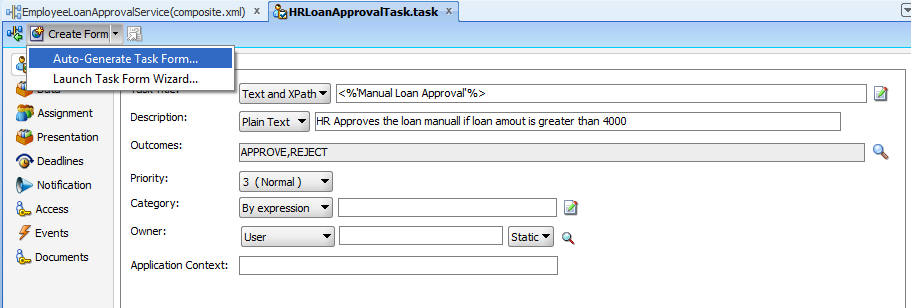 EmployeeLoanApprovalService(composite.xml) x HRLoanApprovalTask.task x
Create Form
Auto-Generate Task Form...
Launch Task Form Wizard...
Text and XPath <%'Manual Loan Approval'%>
Description: Plain Text HR Approves the loan manuall if loan amout is greater than 4000
Assignment
Presentation
Outcomes: APPROVE,REJECT
Deadlines
Priority: 3 (Normal)
Notification
Category: By expression
Access
Owner: User Static
Events
Documents
Application Context: